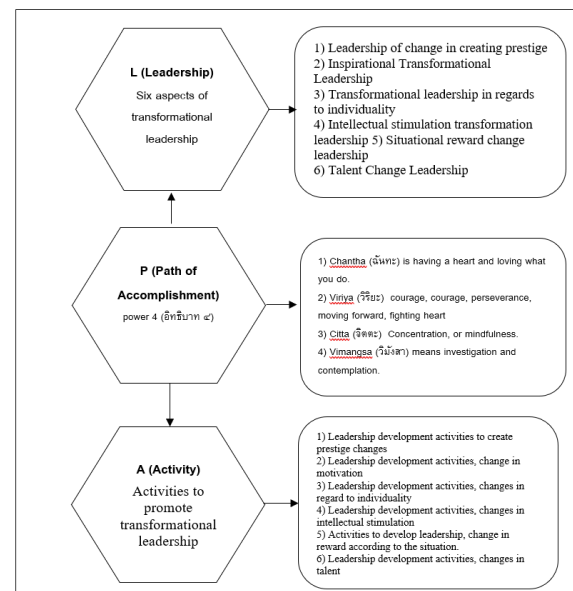 L (Leadership)
Six aspects of
transformational
leadership
1) Leadership of change in creating prestige
2) Inspirational Transformational
Leadership
3) Transformational leadership in regards
to individuality
4) Intellectual stimulation transformation
leadership 5) Situational reward change
leadership
6) Talent Change Leadership
P (Path of
Accomplishment)
power 4 (อิทธิบาท ๔)
1) Chantha (ฉันทะ) is having a heart and loving what
you do.
2) Viriya (วิริยะ) courage, courage, perseverance,
moving forward, fighting heart
3) Citta (จิตตะ) Concentration, or mindfulness.
4) Vimangsa (วิมังสา) means investigation and
contemplation.
A (Activity)
Activities to
promote
transformational
leadership
1) Leadership development activities to create
prestige changes
2) Leadership development activities, change in
motivation
3) Leadership development activities, changes in
regard to individuality
4) Leadership development activities, changes in
intellectual stimulation
5) Activities to develop leadership, change in
reward according to the situation.
6) Leadership development activities, changes in
talent